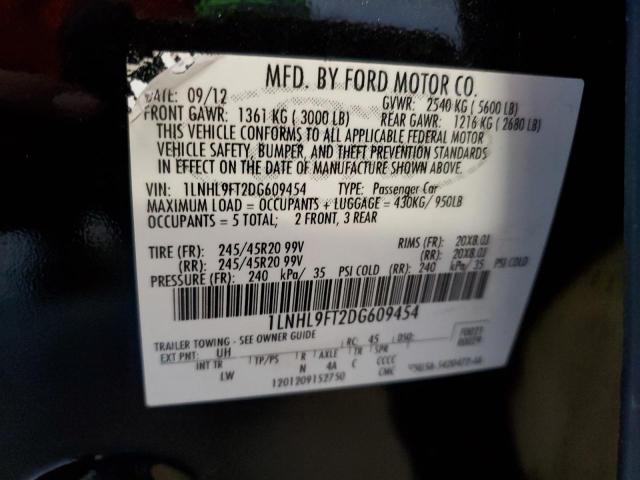 MFD. BY FORD MOTOR CO.
DATE: 09/12 GVWR: 2540 KG ( 5600 LB)
FRONT GAWR: 1361 KG ( 3000 LB) REAR GAWR: 1216 KG ( 2680 LB)
THIS VEHICLE CONFORMS TO ALL APPLICABLE FEDERAL MOTOR
VEHICLE SAFETY, BUMPER, AND THEFT PREVENTION STANDARDS
IN EFFECT ON THE DATE OF MANUFACTURE SHOWN ABOVE.
VIN: 1LNHL9FT2DG609454 TYPE: Passenger Car
MAXIMUM LOAD = OCCUPANTS + LUGGAGE = 430KG/ 950LB
OCCUPANTS = 5 TOTAL; 2 FRONT, 3 REAR
TIRE (FR): 245/45R20 99V RIMS (FR): 20X8.0J
(RR): 245/45R20 99V (RR): 20X8.0J
PRESSURE (FR): 240 kPa/ 35 PSI COLD (RR): 240 kPa/ 35 PSI COLD
1LNHL9FT2DG609454
TRAILER TOWING - SEE OWNER GUIDE RC: 45 DSO: F0023
EXT PNT: UH 00029
INT TR TP/PS R AXLE TR SPR
LW N 4A C CCCC
1201209152750 CMC